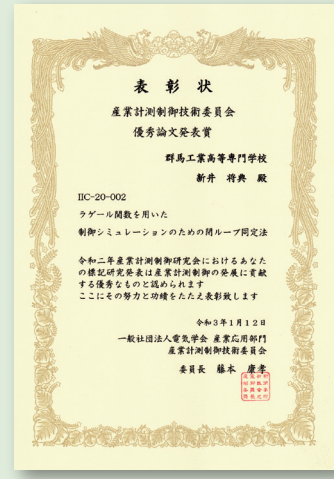 表彰状
産業計測制御技術委員会
優秀論文発表賞
群馬工業高等専門学校
新井 将典 殿
IIC-20-002
ラゲール関数を用いた
制御シミュレーションのための閉ループ同定法
令和二年産業計測制御研究会におけるあなた
の標記研究発表は産業計測制御の発展に貢献
する優秀なものと認められます
ここにその努力と功績をたたえ表彰致します
令和3年1月12日
一般社団法人電気学会 産業応用部門
産業計測制御技術委員会
委員長 藤本 康孝